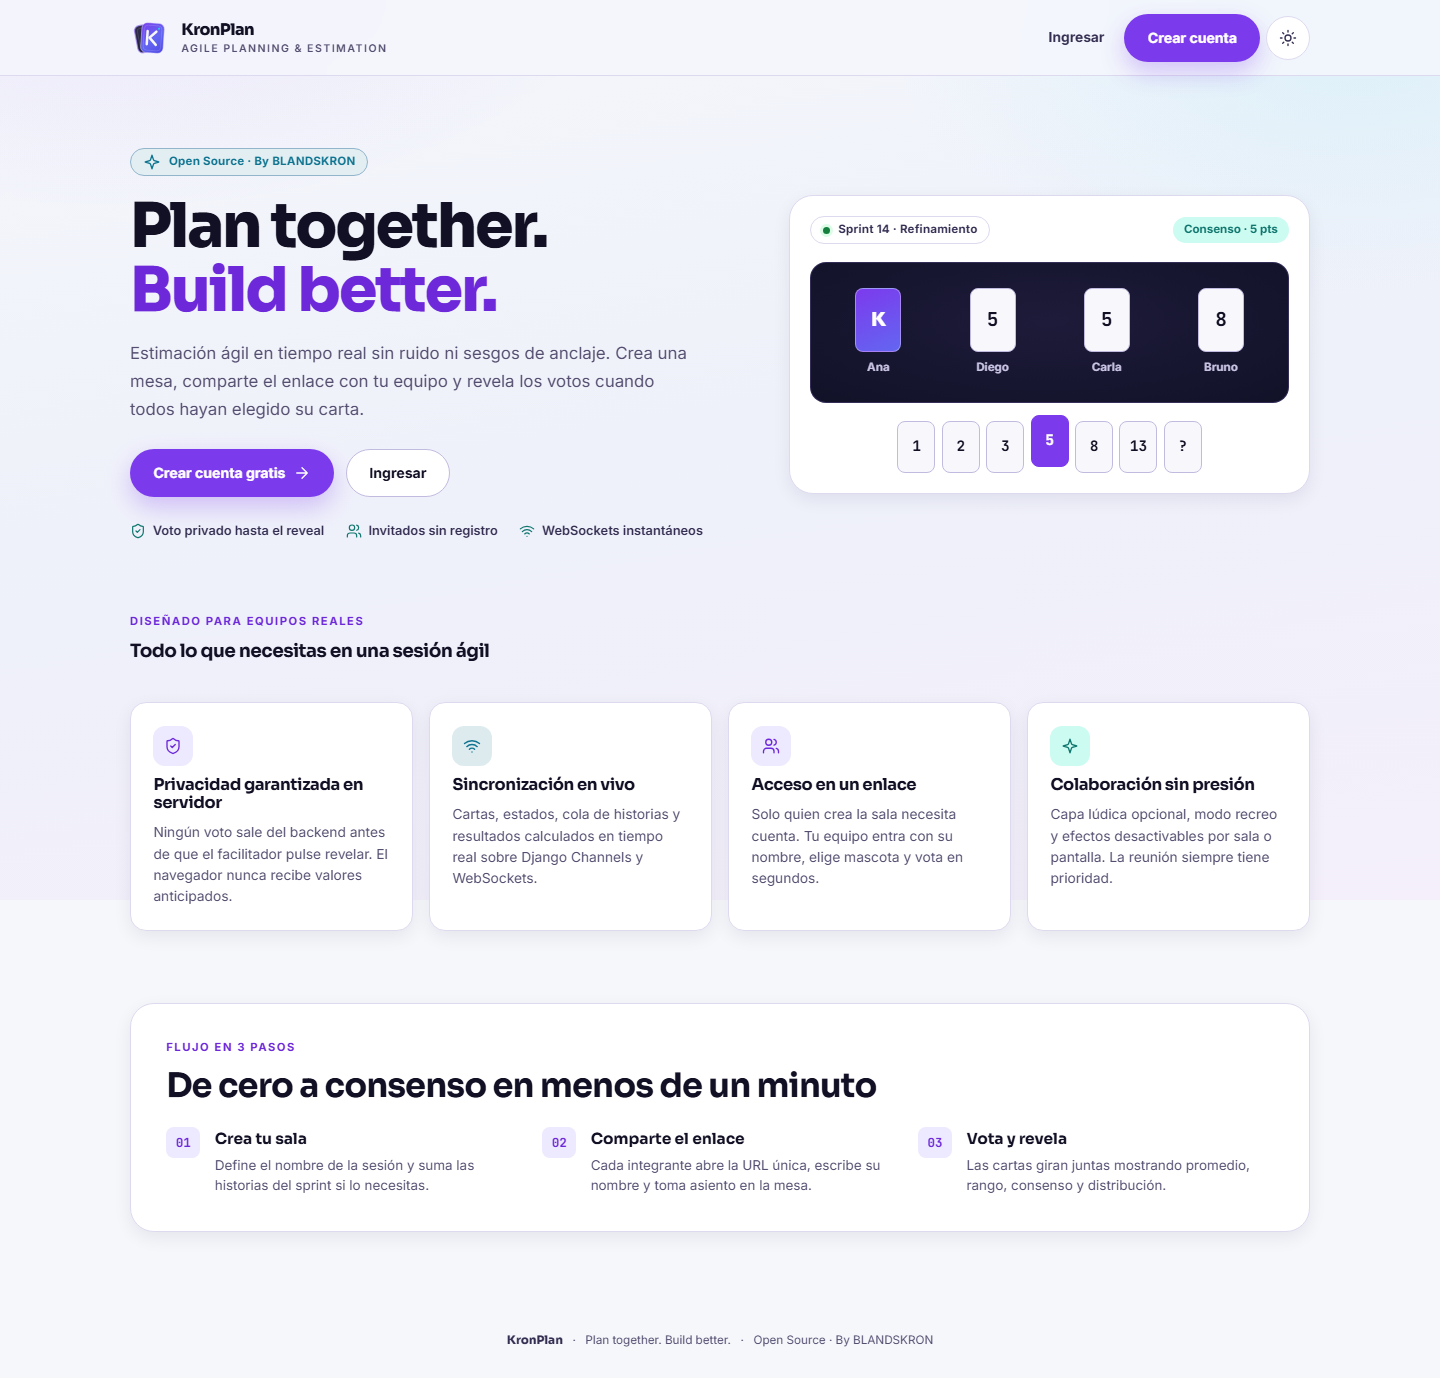 KronPlan
AGILE PLANNING & ESTIMATION
Ingresar
Crear cuenta
Open Source · By BLANDSKRON
Plan together.
Build better.
Estimación ágil en tiempo real sin ruido ni sesgos de anclaje. Crea una
mesa, comparte el enlace con tu equipo y revela los votos cuando
todos hayan elegido su carta.
Crear cuenta gratis
Ingresar
Voto privado hasta el reveal
Invitados sin registro
WebSockets instantáneos
Sprint 14 · Refinamiento
Consenso · 5 pts
K
5
5
8
Ana
Diego
Carla
Bruno
1
2
3
5
8
13
?
DISEÑADO PARA EQUIPOS REALES
Todo lo que necesitas en una sesión ágil
Privacidad garantizada en
servidor
Ningún voto sale del backend antes
de que el facilitador pulse revelar. El
navegador nunca recibe valores
anticipados.
Sincronización en vivo
Cartas, estados, cola de historias y
resultados calculados en tiempo
real sobre Django Channels y
WebSockets.
Acceso en un enlace
Solo quien crea la sala necesita
cuenta. Tu equipo entra con su
nombre, elige mascota y vota en
segundos.
Colaboración sin presión
Capa lúdica opcional, modo recreo
y efectos desactivables por sala o
pantalla. La reunión siempre tiene
prioridad.
FLUJO EN 3 PASOS
De cero a consenso en menos de un minuto
01
Crea tu sala
Define el nombre de la sesión y suma las
historias del sprint si lo necesitas.
02
Comparte el enlace
Cada integrante abre la URL única, escribe su
nombre y toma asiento en la mesa.
03
Vota y revela
Las cartas giran juntas mostrando promedio,
rango, consenso y distribución.
KronPlan · Plan together. Build better. · Open Source · By BLANDSKRON